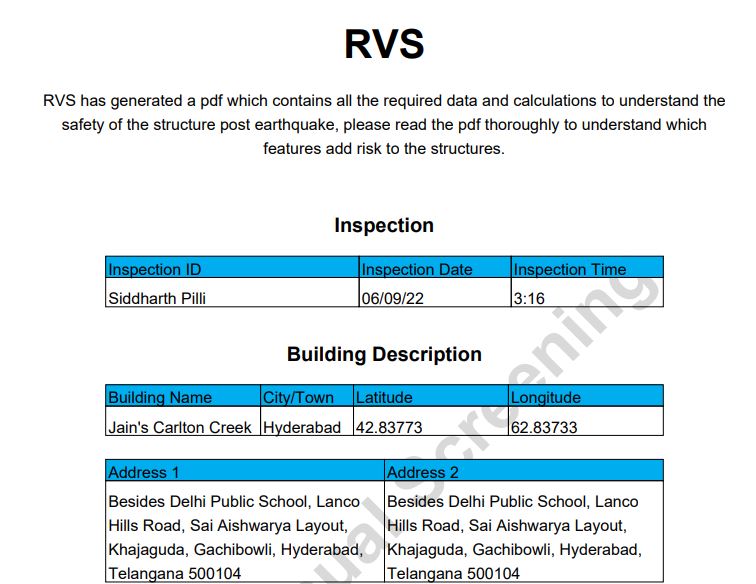 RVS
RVS has generated a pdf which contains all the required data and calculations to understand the
safety of the structure post earthquake, please read the pdf thoroughly to understand which
features add risk to the structures.
Inspection
Inspection ID Inspection Date Inspection Time
Siddharth Pilli 06/09/22 3:16
Building Description
Building Name City/Town Latitude Longitude
Jain's Carlton Creek Hyderabad 42.83773 62.83733
Address 1 Address 2
Besides Delhi Public School, Lanco Besides Delhi Public School, Lanco
Hills Road, Sai Aishwarya Layout, Hills Road, Sai Aishwarya Layout,
Khajaguda, Gachibowli, Hyderabad, Khajaguda, Gachibowli, Hyderabad,
Telangana 500104 Telangana 500104
Screening